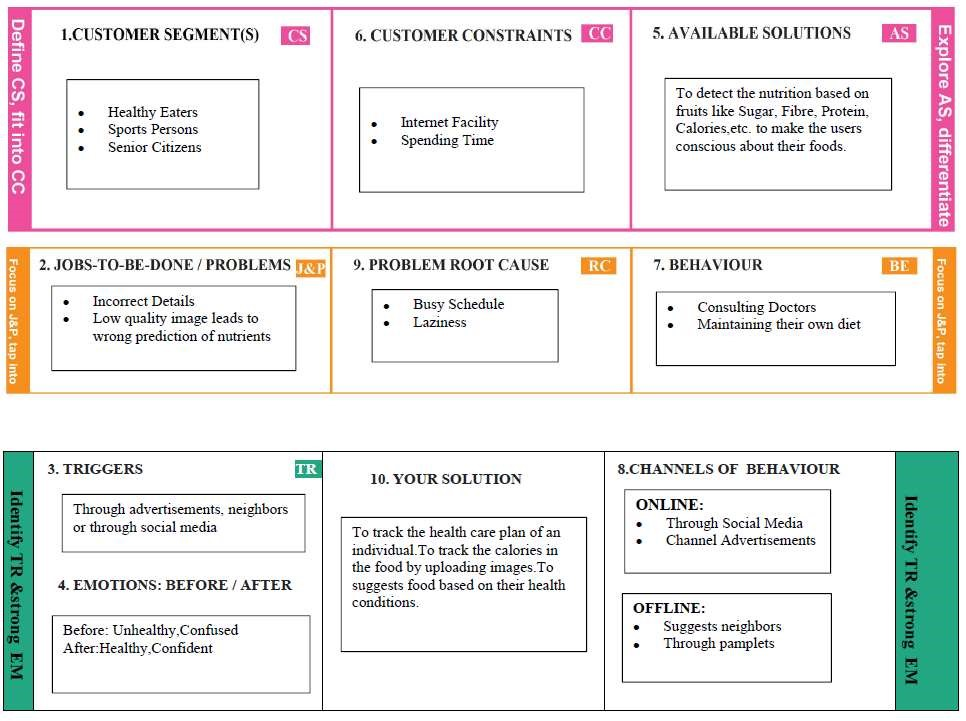 Define CS, fit into CC
1.CUSTOMER SEGMENT(S)
CS
Healthy Eaters
Sports Persons
Senior Citizens
6. CUSTOMER CONSTRAINTS
CC
Internet Facility
Spending Time
5. AVAILABLE SOLUTIONS
AS
To detect the nutrition based on
fruits like Sugar, Fibre, Protein,
Calories,etc. to make the users
conscious about their foods.
Explore AS, differentiate
Focus on J&P, tap into
2. JOBS-TO-BE-DONE / PROBLEMS
J&P
Incorrect Details
Low quality image leads to
wrong prediction of nutrients
9. PROBLEM ROOT CAUSE
RC
Busy Schedule
Laziness
7. BEHAVIOUR
BE
Consulting Doctors
Maintaining their own diet
Focus on J&P, tap into
Identify TR &strong EM
3. TRIGGERS
TR
Through advertisements, neighbors
or through social media
4. EMOTIONS: BEFORE / AFTER
Before: Unhealthy,Confused
After:Healthy,Confident
10. YOUR SOLUTION
To track the health care plan of an
individual.To track the calories in
the food by uploading images.To
suggests food based on their health
conditions.
8.CHANNELS OF BEHAVIOUR
ONLINE:
Through Social Media
Channel Advertisements
OFFLINE:
Suggests neighbors
Through pamplets
Identify TR &strong EM